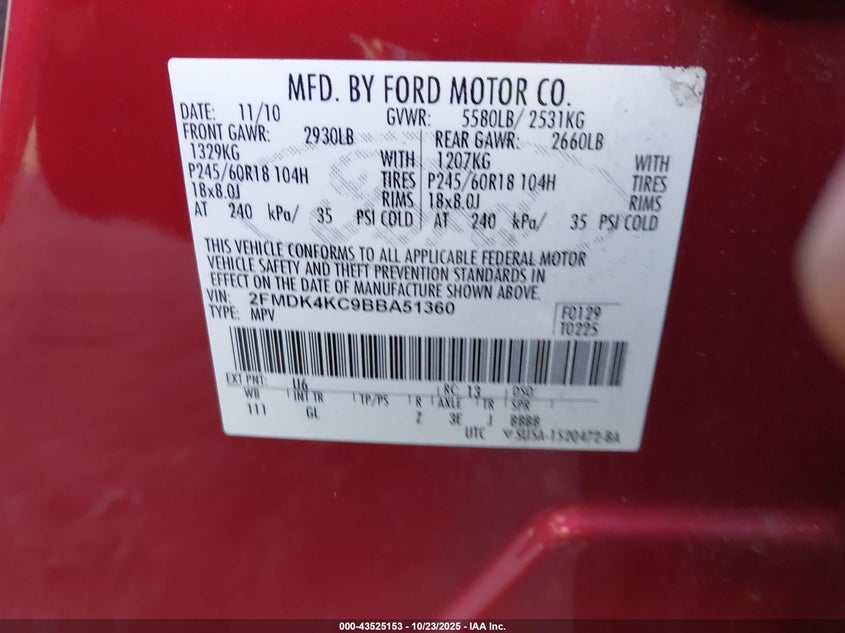 MFD. BY FORD MOTOR CO.
DATE: 11/10 GVWR: 5580LB/ 2531KG
FRONT GAWR: 2930LB REAR GAWR: 2660LB
1329KG WITH 1207KG WITH
P245/60R18 104H TIRES P245/60R18 104H TIRES
18x8.0J RIMS 18x8.0J RIMS
AT 240 kPa/ 35 PSI COLD AT 240 kPa/ 35 PSI COLD
THIS VEHICLE CONFORMS TO ALL APPLICABLE FEDERAL MOTOR
VEHICLE SAFETY AND THEFT PREVENTION STANDARDS IN
EFFECT ON THE DATE OF MANUFACTURE SHOWN ABOVE.
VIN: 2FMDK4KC9BBA51360 F0129
TYPE: MPV T0225
EXT PNT: U6 RC: 13 DSO:
WB INT TR TP/PS R AXLE TR SPR
111 GL Z 3E J BBBB
UTC 5U5A-1520472-BA
000-43525153 - 10/23/2025 - IAA Inc.